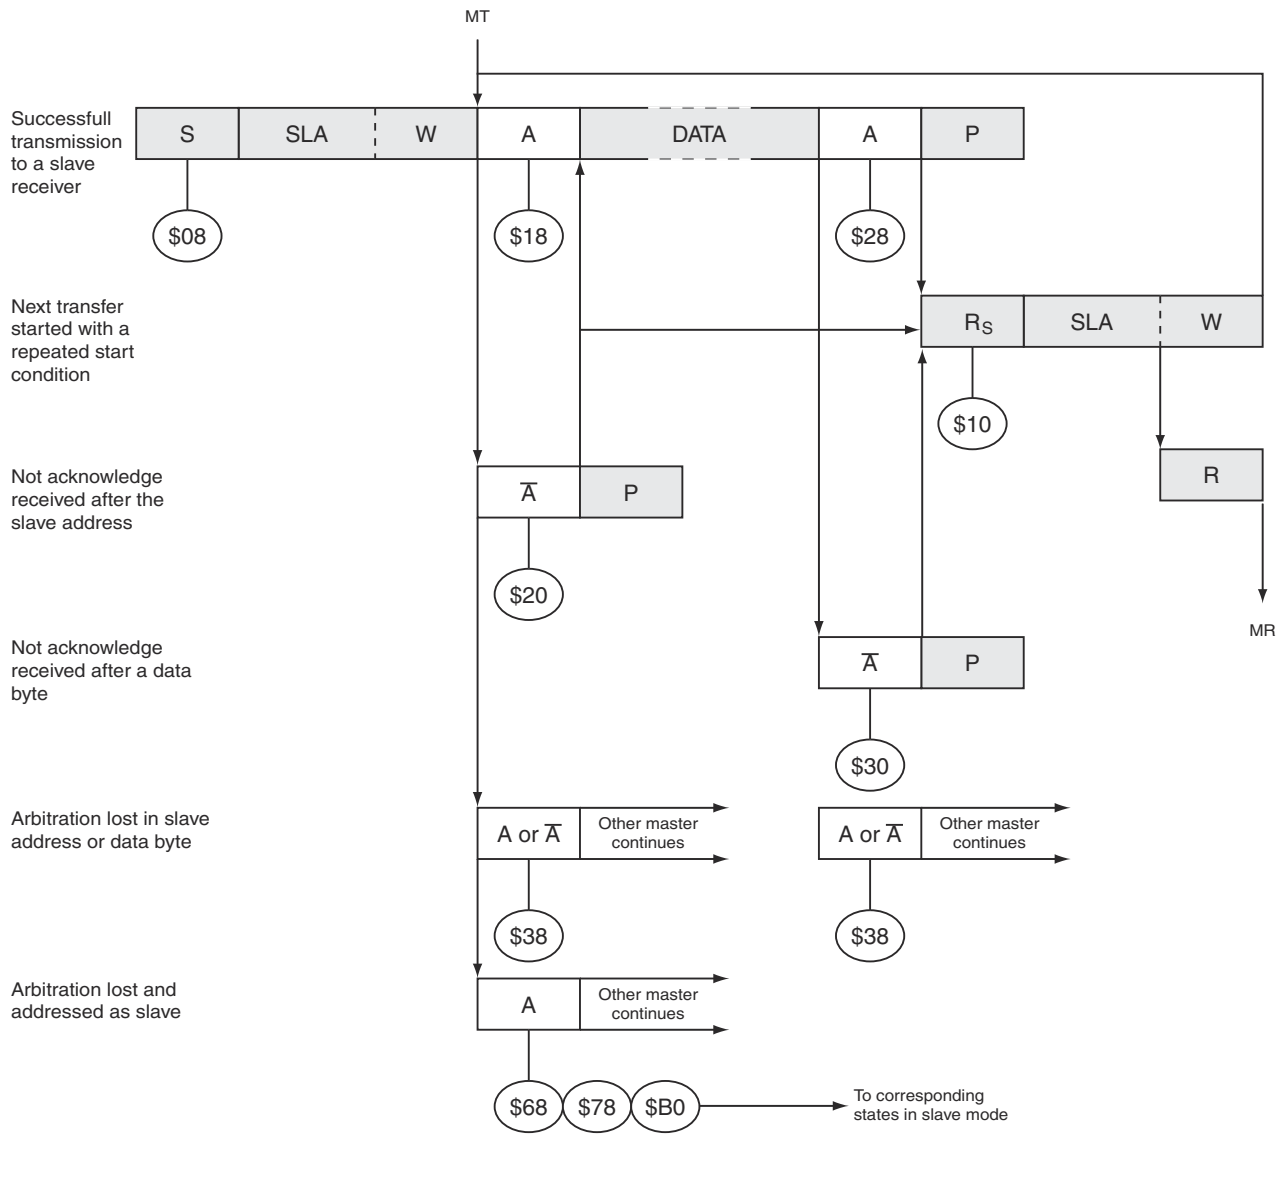 MT
Successfull
transmission
to a slave
receiver
S SLA W A DATA A P
$08 $18 $28
Next transfer
started with a
repeated start
condition
RS SLA W
$10
Not acknowledge
received after the
slave address
A̅ P
R
$20
MR
Not acknowledge
received after a data
byte
A̅ P
$30
Arbitration lost in slave
address or data byte
A or A̅ Other master
continues
A or A̅ Other master
continues
$38 $38
Arbitration lost and
addressed as slave
A Other master
continues
$68 $78 $B0
To corresponding
states in slave mode